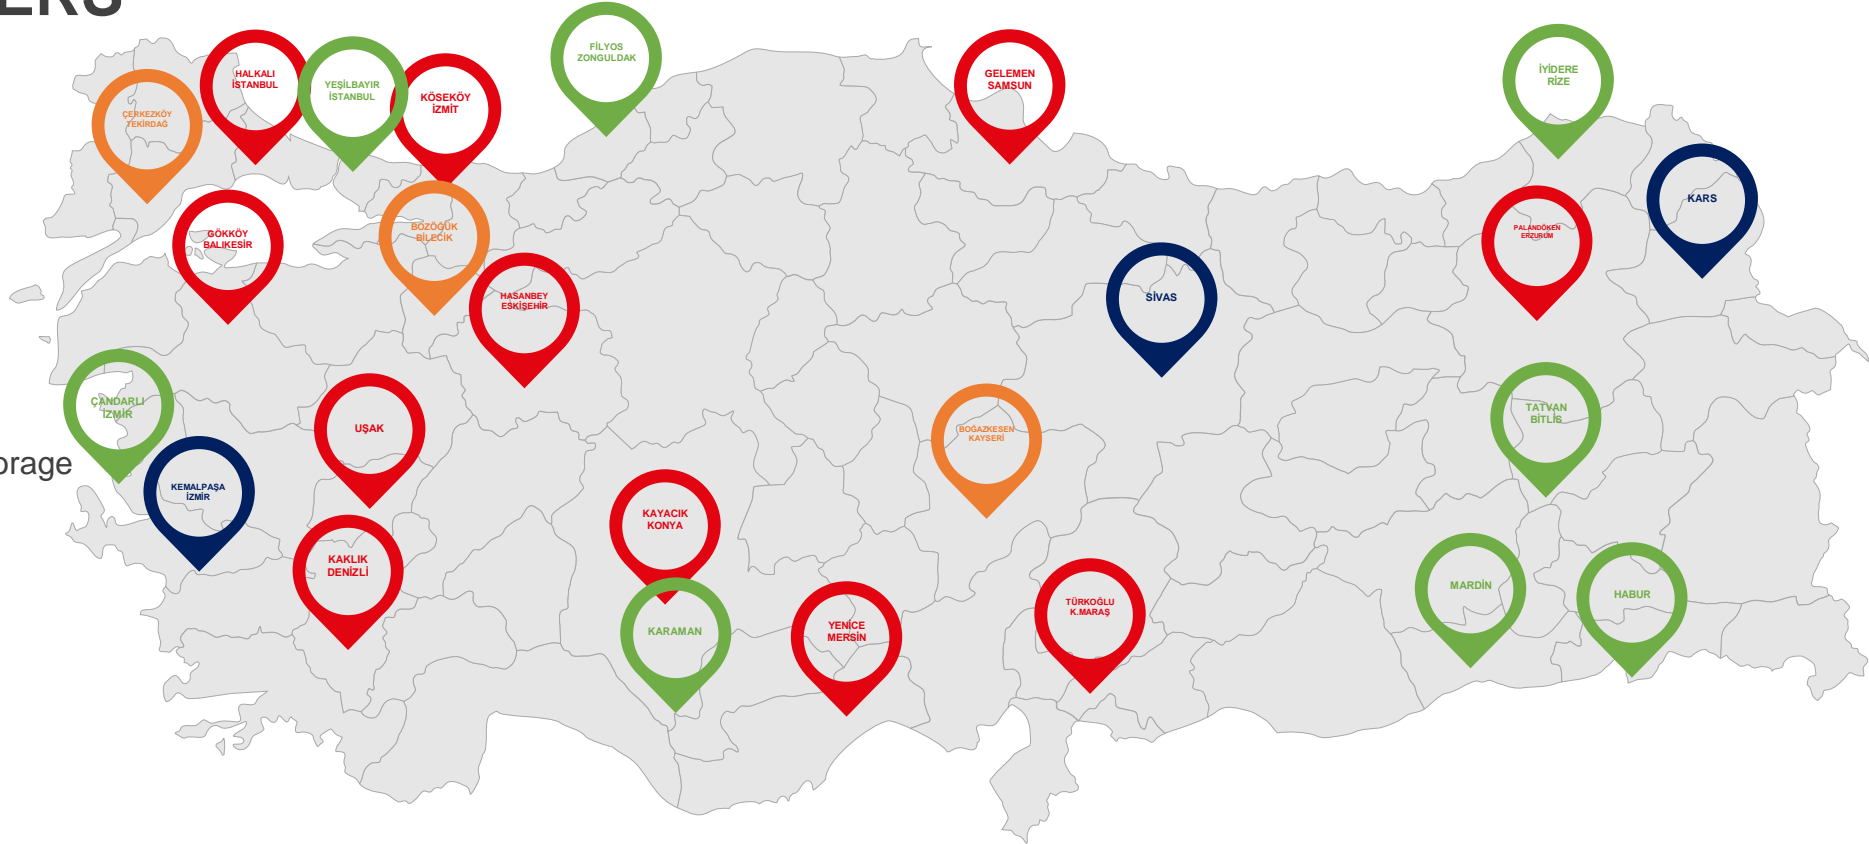 ERS
FİLYOS
ZONGULDAK
HALKALI
İSTANBUL
YEŞİLBAYIR
İSTANBUL
KÖSEKÖY
İZMİT
GELEMEN
SAMSUN
İYİDERE
RİZE
ÇERKEZKÖY
TEKİRDAĞ
KARS
GÖKKÖY
BALIKESİR
BOZÖĞÜK
BİLECİK
PALANDÖKEN
ERZURUM
HASANBEY
ESKİŞEHİR
SİVAS
ÇANDARLI
İZMİR
UŞAK
BOĞAZKESEN
KAYSERİ
TATVAN
BİTLİS
orage
KEMALPAŞA
İZMİR
KAYACIK
KONYA
KAKLIK
DENİZLİ
MARDİN
HABUR
TÜRKOĞLU
K.MARAŞ
KARAMAN
YENİCE
MERSİN